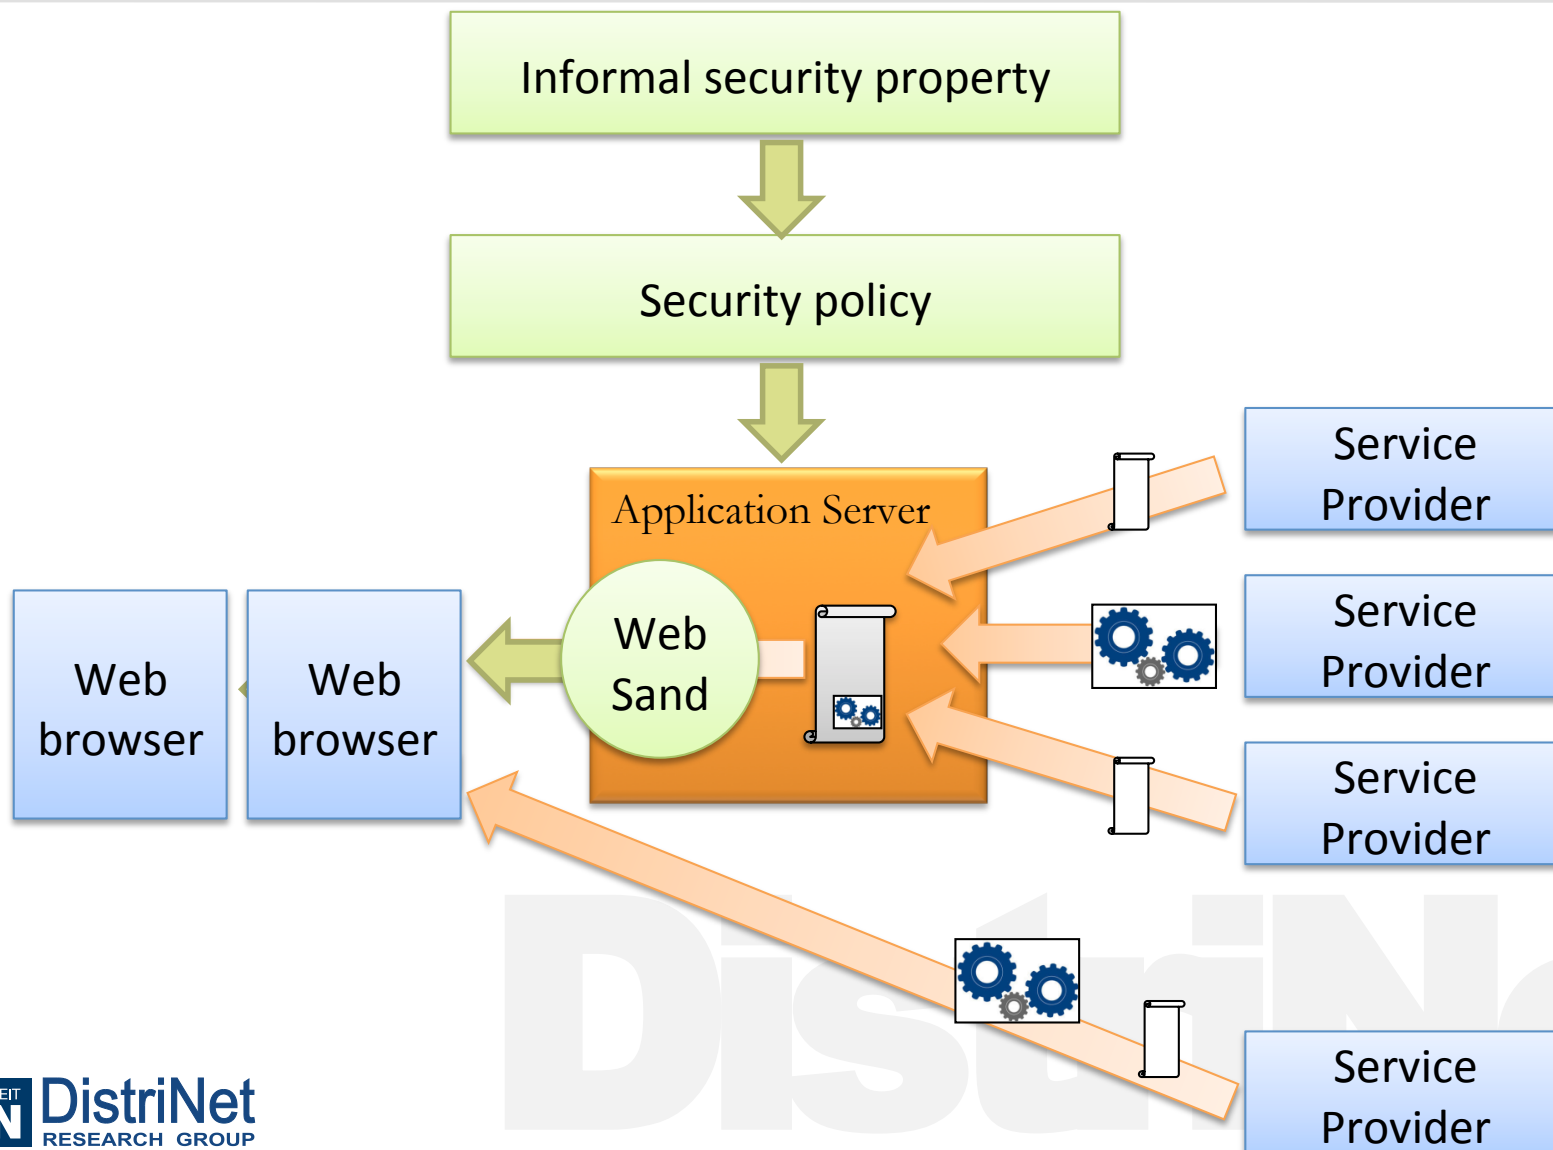 Informal security property
Security policy
Application Server
Service
Provider
Service
Provider
Service
Provider
Web
Sand
Web
browser
Web
browser
Service
Provider
DistriNet
RESEARCH GROUP